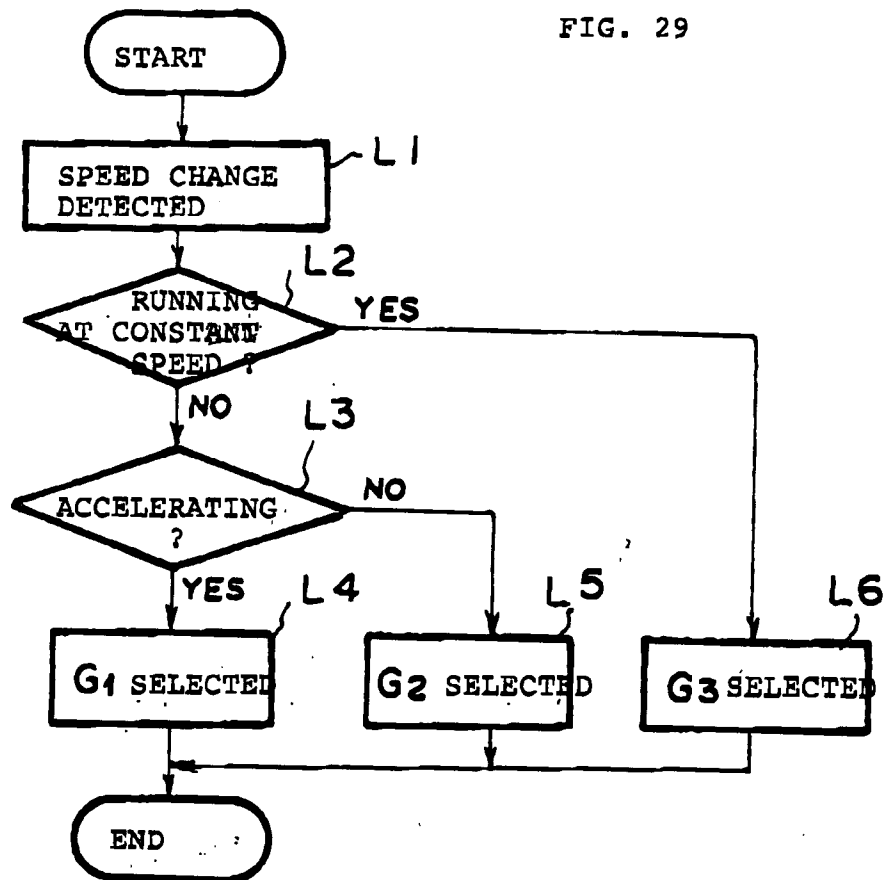 FIG. 29
START
L1
SPEED CHANGE
DETECTED
L2
RUNNING
AT CONSTANT
SPEED ?
YES
NO
L3
ACCELERATING
?
NO
YES
L4
L5
L6
G1 SELECTED
G2 SELECTED
G3 SELECTED
END